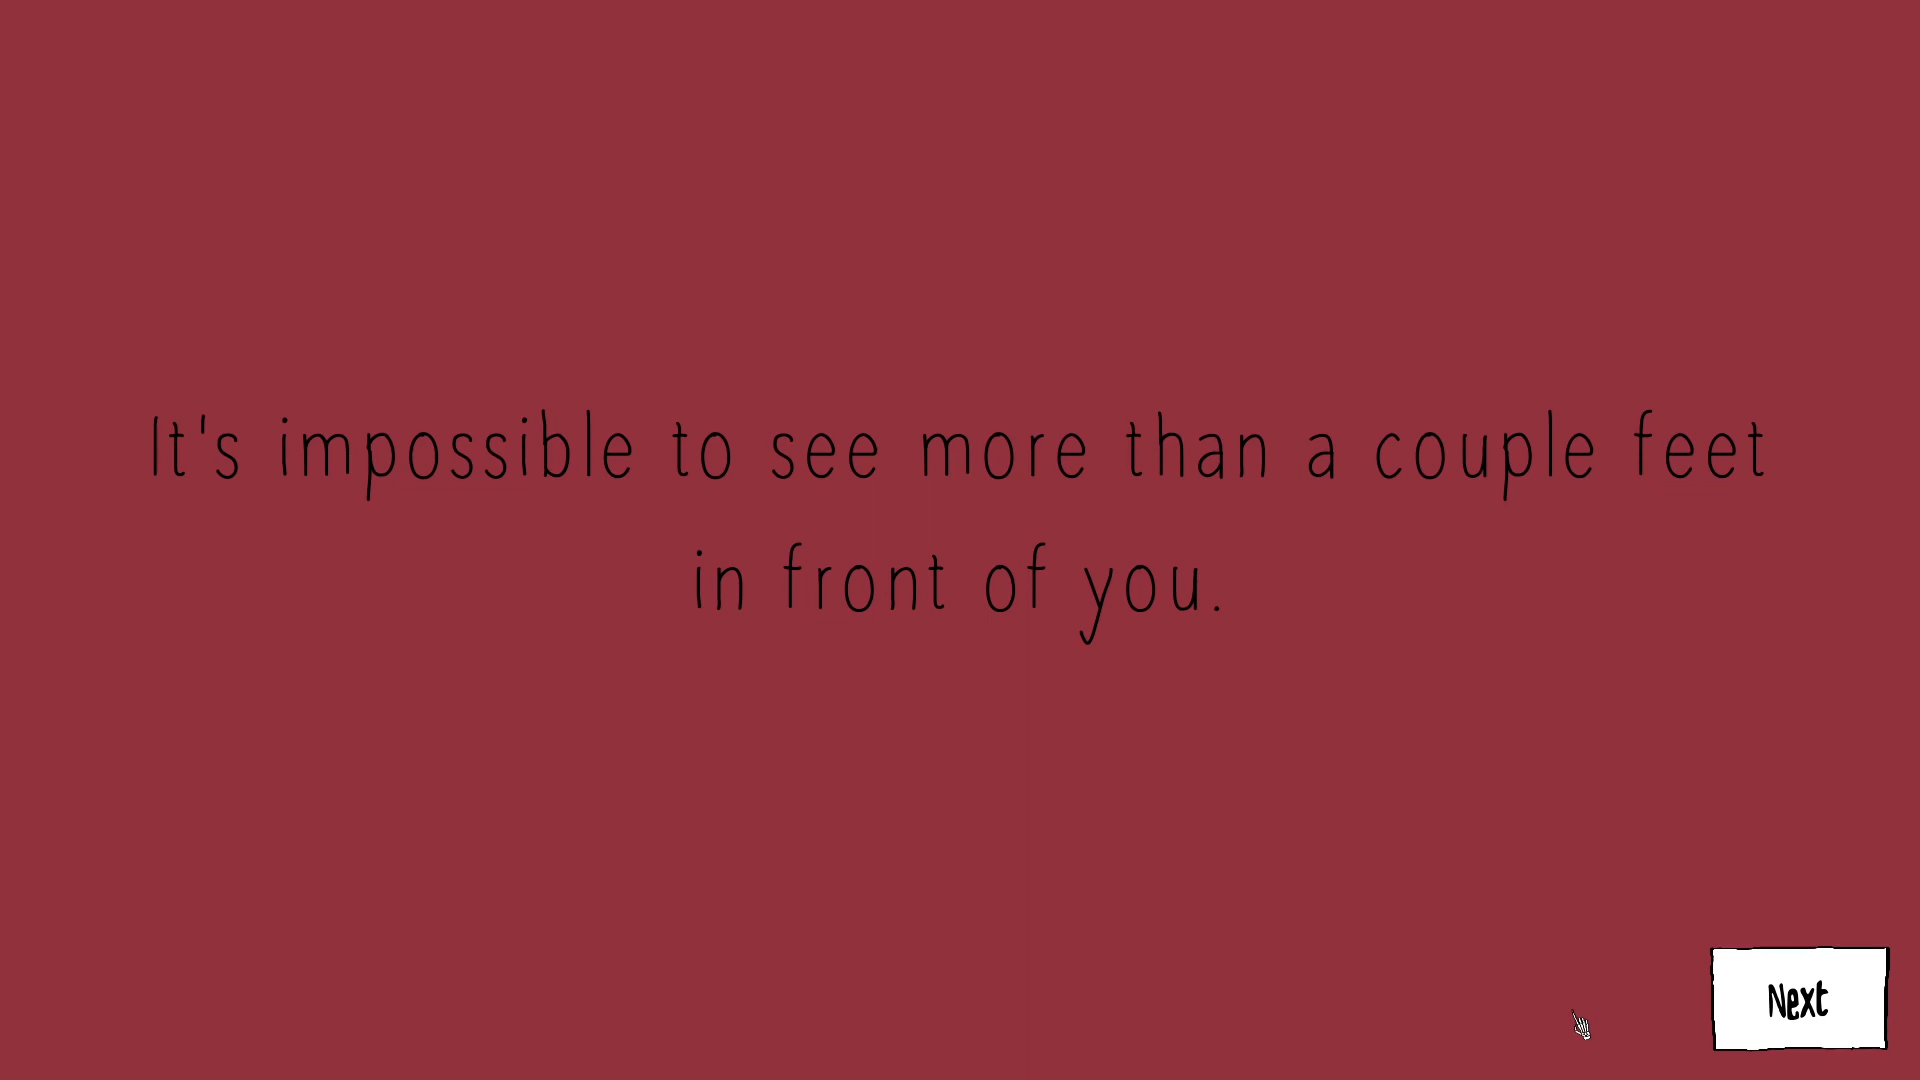 It's impossible to see more than a couple feet
in front of you.
Next